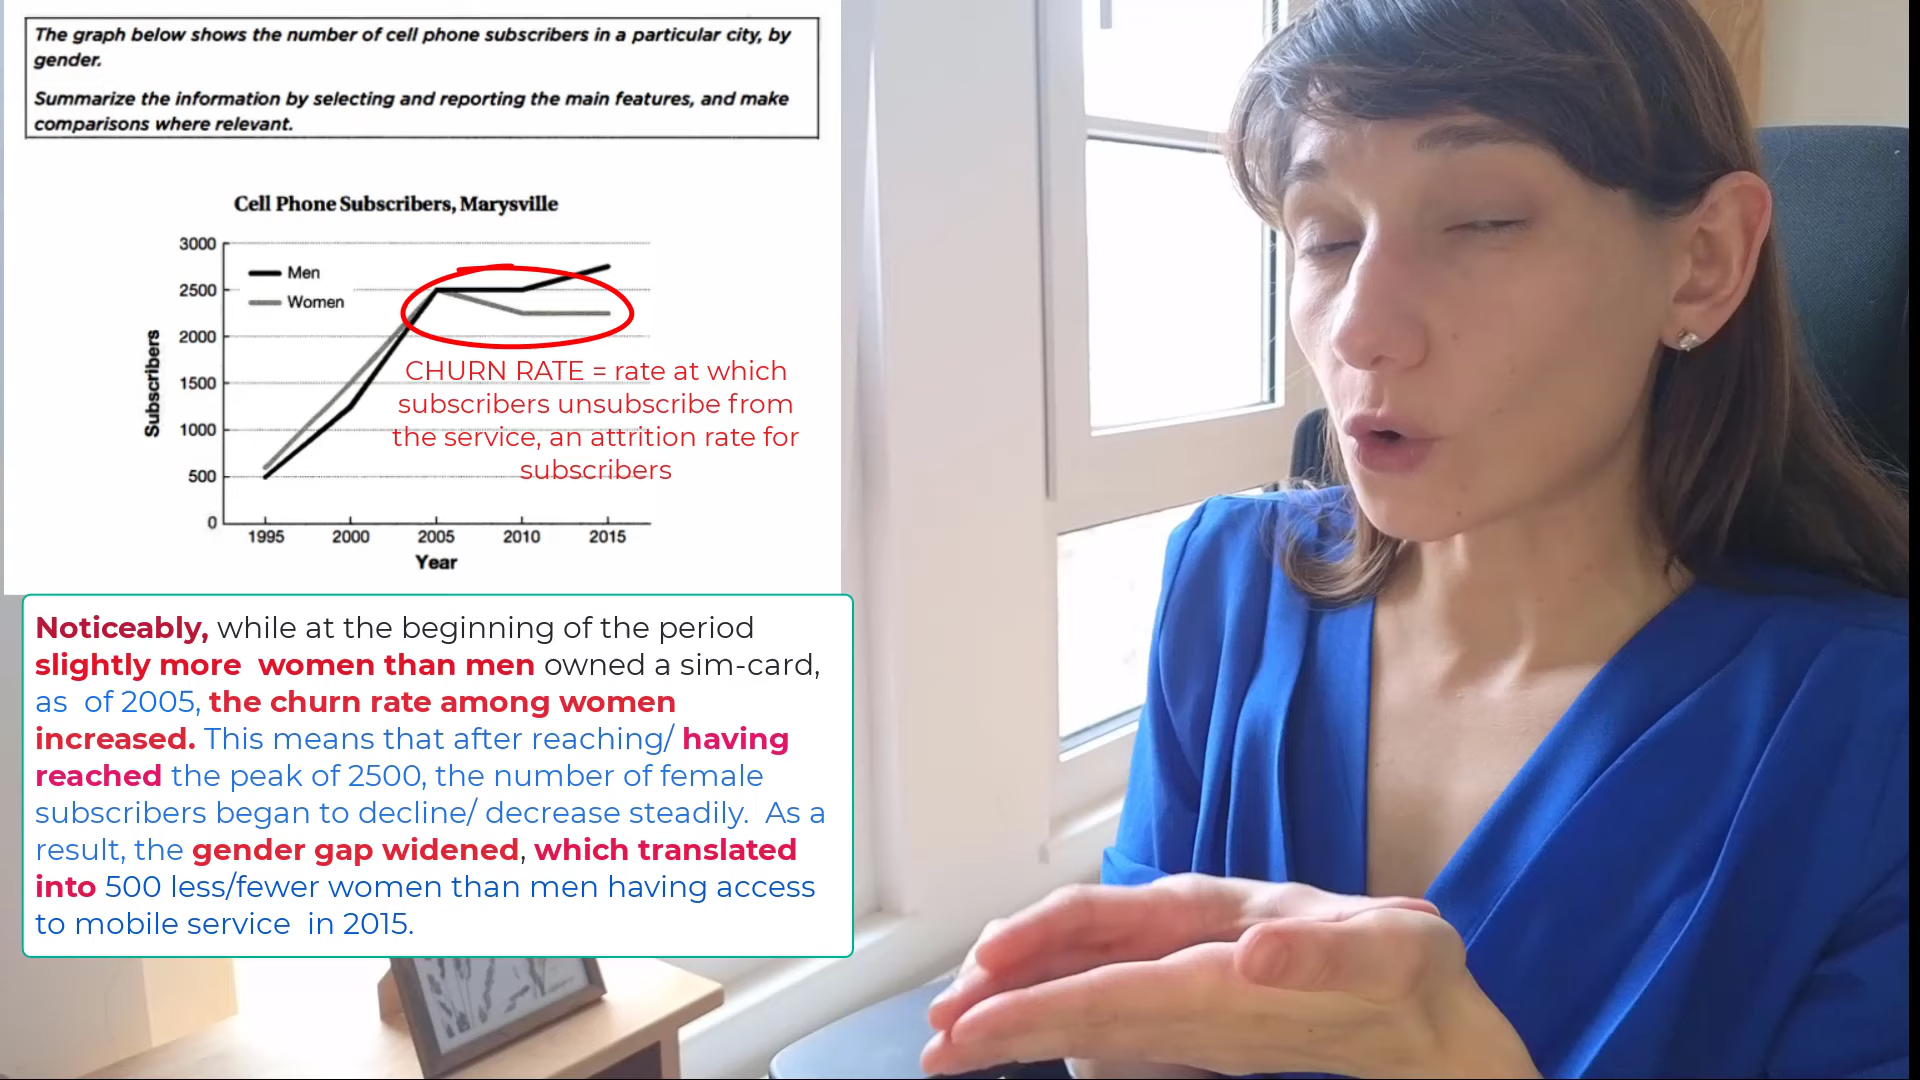 The graph below shows the number of cell phone subscribers in a particular city, by
gender.
Summarize the information by selecting and reporting the main features, and make
comparisons where relevant.
Cell Phone Subscribers, Marysville
3000
2500
2000
1500
1000
500
0
Men
Women
Subscribers
1995 2000 2005 2010 2015
Year
CHURN RATE = rate at which
subscribers unsubscribe from
the service, an attrition rate for
subscribers
Noticeably, while at the beginning of the period
slightly more women than men owned a sim-card,
as of 2005, the churn rate among women
increased. This means that after reaching/ having
reached the peak of 2500, the number of female
subscribers began to decline/ decrease steadily. As a
result, the gender gap widened, which translated
into 500 less/fewer women than men having access
to mobile service in 2015.